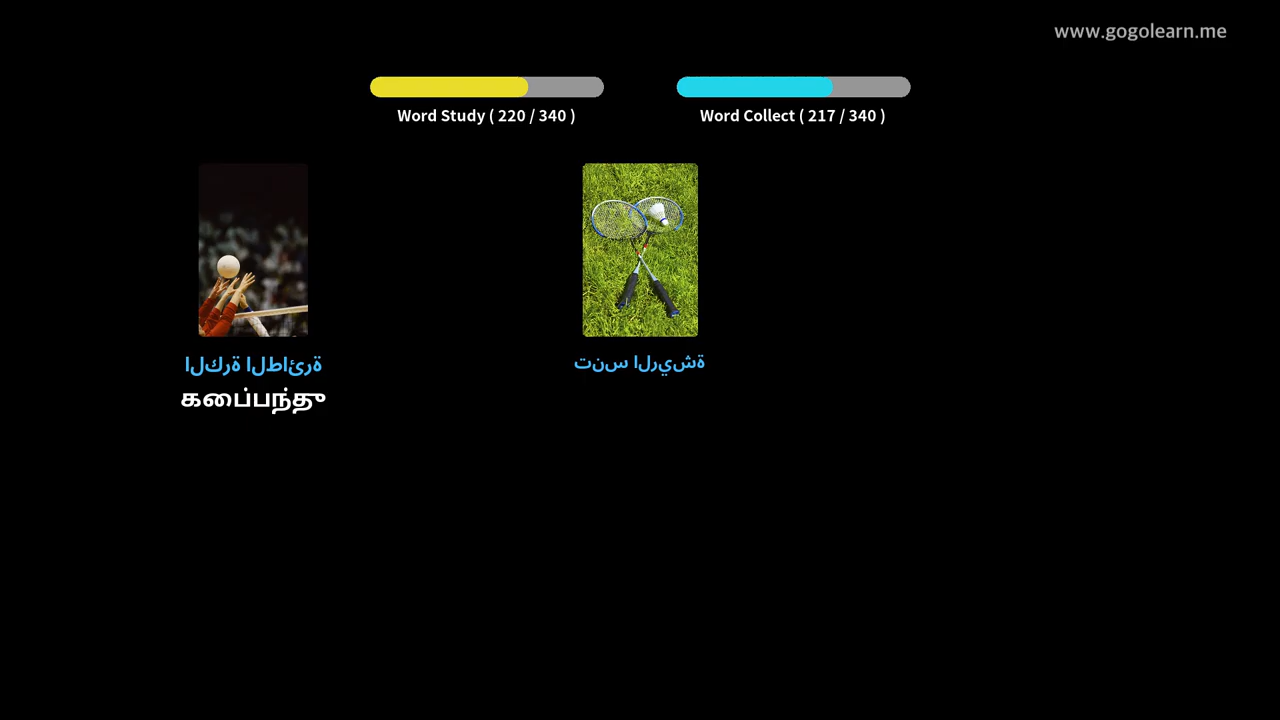 www.gogolearn.me
Word Study ( 220 / 340 )
Word Collect ( 217 / 340 )
الكرة الطائرة
கைப்பந்து
تنس الريشة